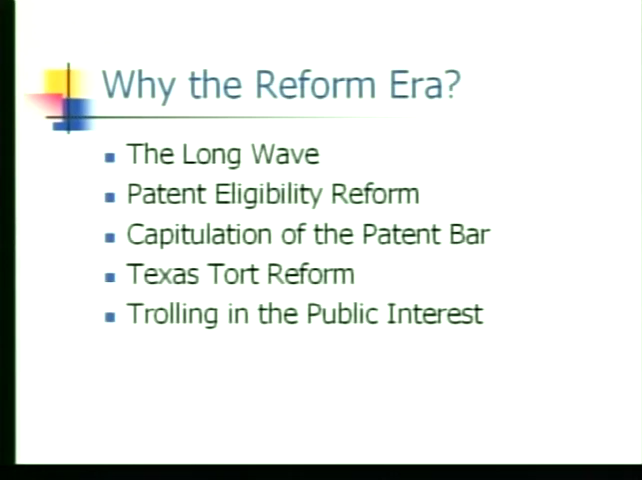 Why the Reform Era?
The Long Wave
Patent Eligibility Reform
Capitulation of the Patent Bar
Texas Tort Reform
Trolling in the Public Interest